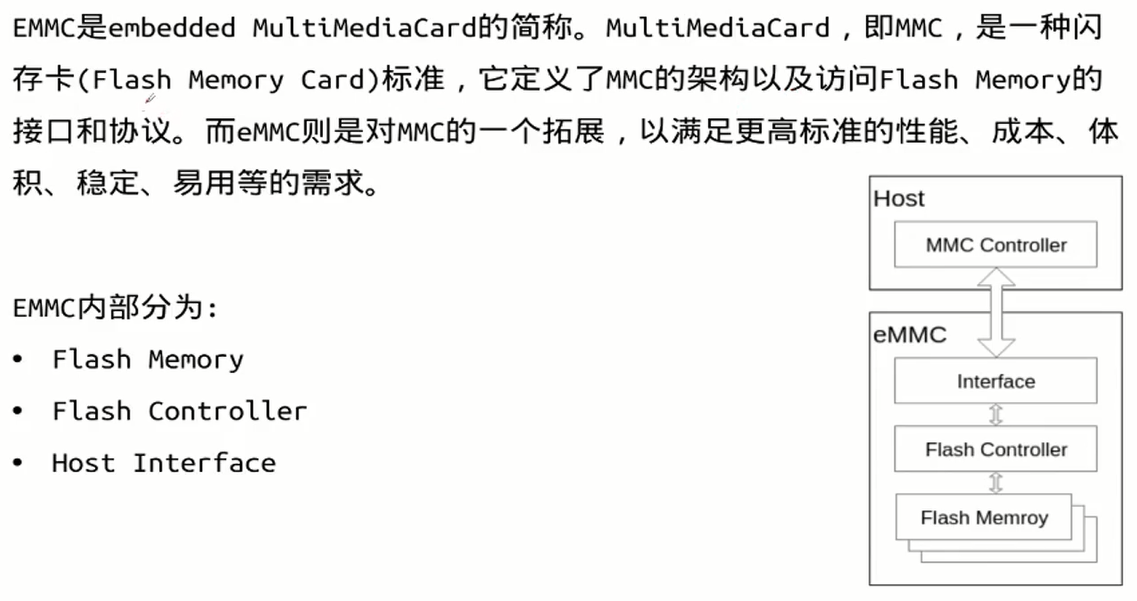 EMMC是embedded MultiMediaCard的简称。MultiMediaCard，即MMC，是一种闪
存卡(Flash Memory Card)标准，它定义了MMC的架构以及访问Flash Memory的
接口和协议。而eMMC则是对MMC的一个拓展，以满足更高标准的性能、成本、体
积、稳定、易用等的需求。
EMMC内部分为:
• Flash Memory
• Flash Controller
• Host Interface
Host
MMC Controller
eMMC
Interface
Flash Controller
Flash Memroy